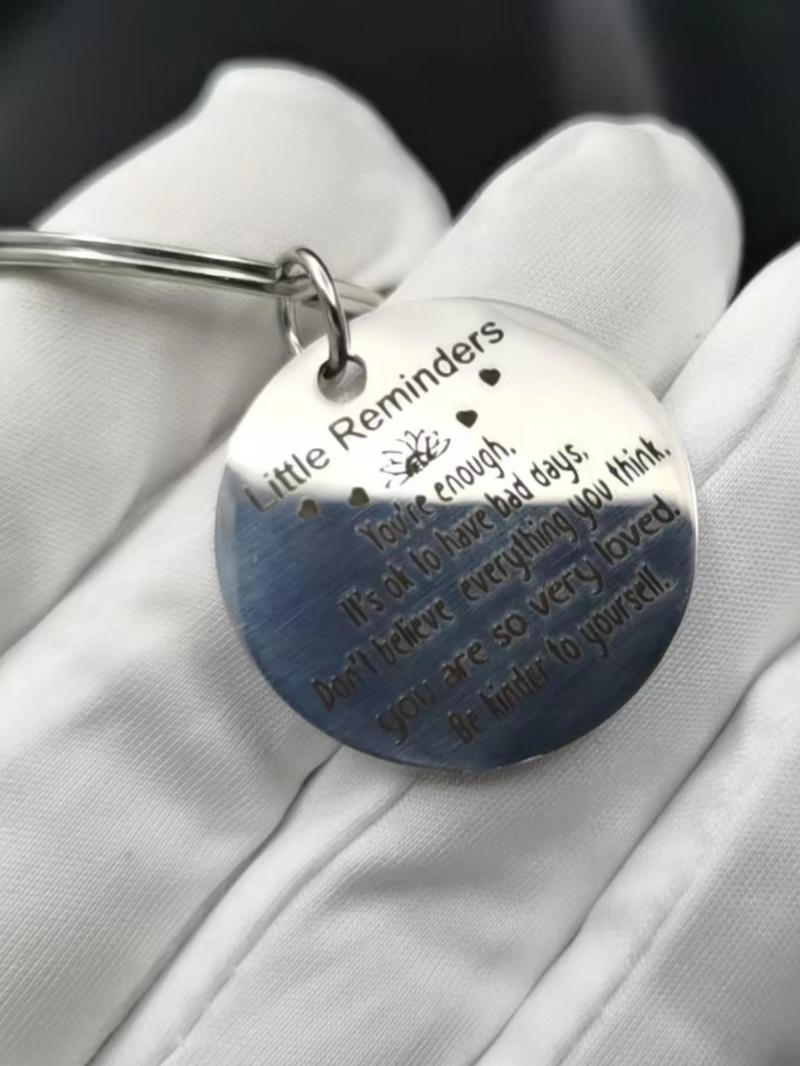 Little Reminders
You're enough,
It's ok to have bad days,
Don't believe everything you think.
you are so very loved.
Be kinder to yourself.